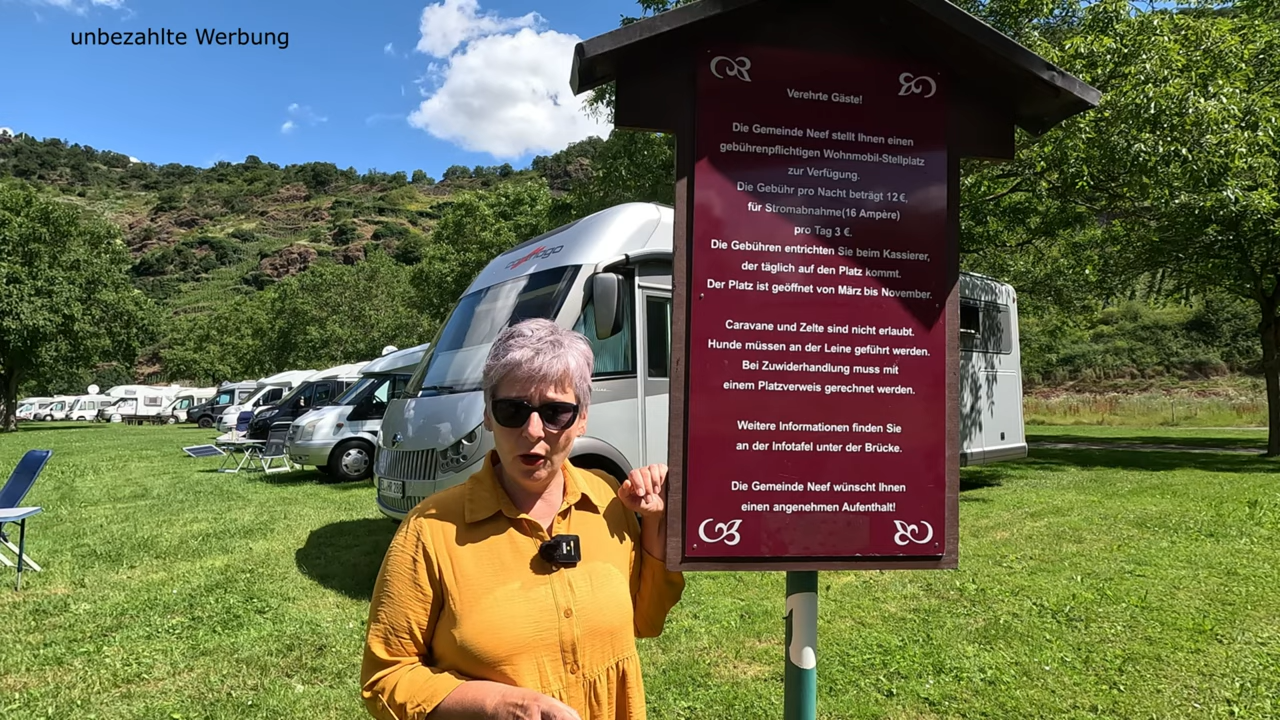 unbezahlte Werbung
Verehrte Gäste!
Die Gemeinde Neef stellt Ihnen einen
gebührenpflichtigen Wohnmobil-Stellplatz
zur Verfügung.
Die Gebühr pro Nacht beträgt 12 €,
für Stromabnahme(16 Ampère)
pro Tag 3 €.
Die Gebühren entrichten Sie beim Kassierer,
der täglich auf den Platz kommt.
Der Platz ist geöffnet von März bis November.
Caravane und Zelte sind nicht erlaubt.
Hunde müssen an der Leine geführt werden.
Bei Zuwiderhandlung muss mit
einem Platzverweis gerechnet werden.
Weitere Informationen finden Sie
an der Infotafel unter der Brücke.
Die Gemeinde Neef wünscht Ihnen
einen angenehmen Aufenthalt!